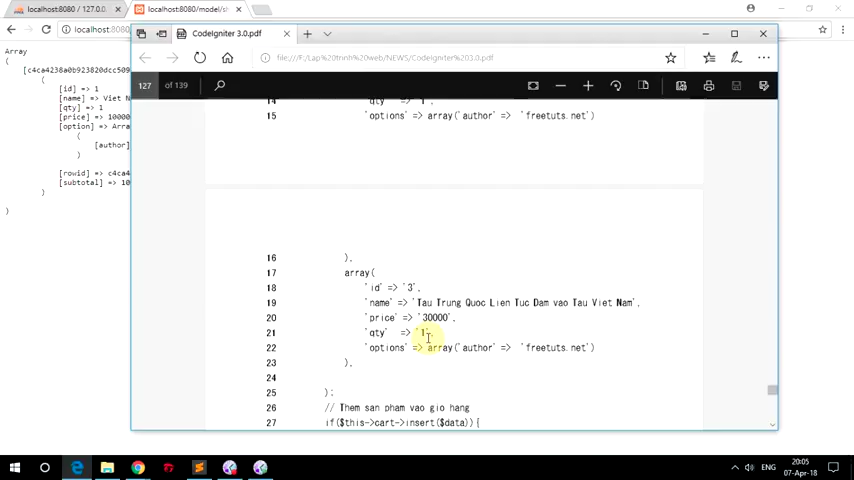 localhost:8080 / 127.0.0.
localhost:8080/model/sh
localhost:8080
Array
(
[c4ca4238a0b923820dcc509
(
[id] => 1
[name] => Viet N
[qty] => 1
[price] => 10000
[option] => Arra
(
[author]
)
[rowid] => c4ca4
[subtotal] => 10
)
)
CodeIgniter 3.0.pdf
file:///F:/Lap%20trnh%20web/NEWS/CodeIgniter%203.0.pdf
127 of 139
14 'qty' => '1',
15 'options' => array('author' => 'freetuts.net')
16 ),
17 array(
18 'id' => '3',
19 'name' => 'Tau Trung Quoc Lien Tuc Dam vao Tau Viet Nam',
20 'price' => '30000',
21 'qty' => '1',
22 'options' => array('author' => 'freetuts.net')
23 ),
24
25 );
26 // Them san pham vao gio hang
27 if($this->cart->insert($data)){
ENG
20:05
07-Apr-18